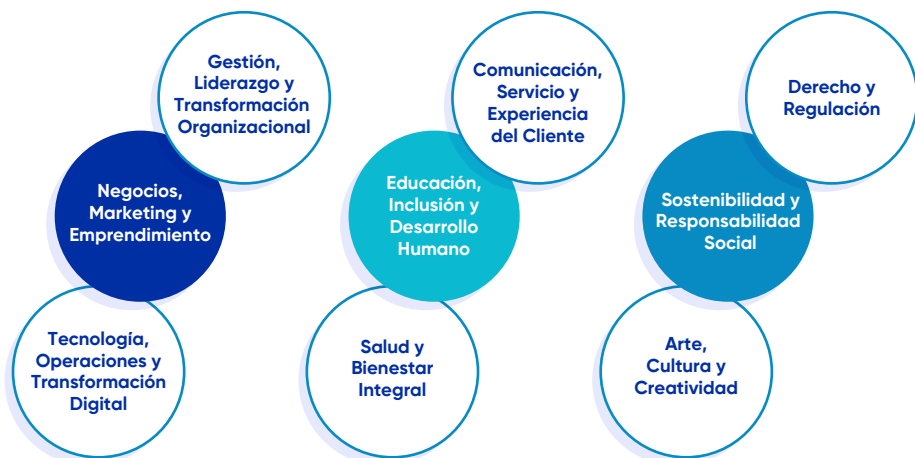 Gestión,
Liderazgo y
Transformación
Organizacional
Comunicación,
Servicio y
Experiencia
del Cliente
Derecho y
Regulación
Negocios,
Marketing y
Emprendimiento
Educación,
Inclusión y
Desarrollo
Humano
Sostenibilidad y
Responsabilidad
Social
Tecnología,
Operaciones y
Transformación
Digital
Salud y
Bienestar
Integral
Arte,
Cultura y
Creatividad